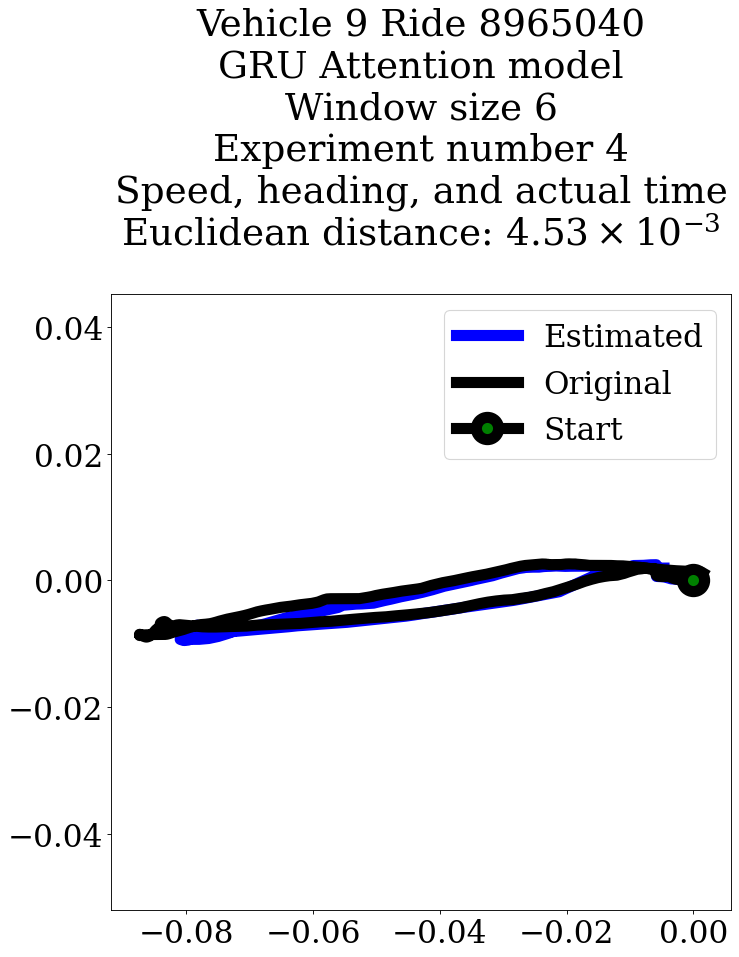 Vehicle 9 Ride 8965040
GRU Attention model
Window size 6
Experiment number 4
Speed, heading, and actual time
Euclidean distance: 4.53 × 10⁻³
Estimated
Original
Start
0.04
0.02
0.00
−0.02
−0.04
−0.08
−0.06
−0.04
−0.02
0.00